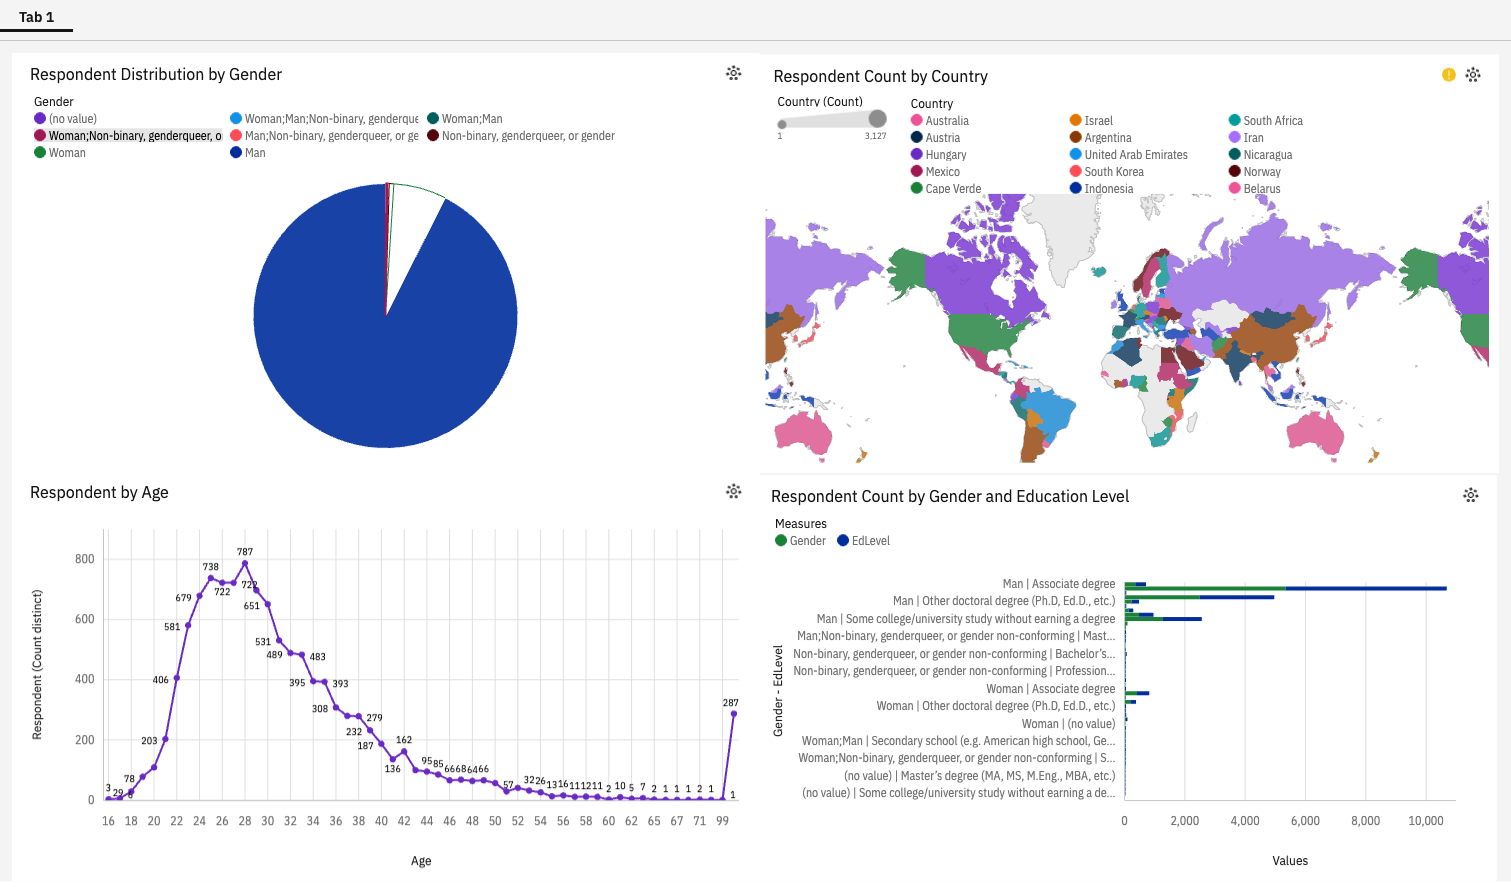 Tab 1
Respondent Distribution by Gender
Gender
(no value)
Woman;Man;Non-binary, genderque
Woman;Man
Woman;Non-binary, genderqueer, o
Man;Non-binary, genderqueer, or ge
Non-binary, genderqueer, or gender
Woman
Man
Respondent Count by Country
Country (Count)
1
3,127
Country
Australia
Israel
South Africa
Austria
Argentina
Iran
Hungary
United Arab Emirates
Nicaragua
Mexico
South Korea
Norway
Cape Verde
Indonesia
Belarus
Respondent by Age
Respondent (Count distinct)
800
600
400
200
0
3
29
8
78
203
406
581
679
738
722
787
722
651
531
489
483
395
393
308
279
232
187
136
162
95
85
66
68
64
66
57
32
26
13
16
11
12
11
2
10
5
7
2
1
1
1
2
1
287
1
16 18 20 22 24 26 28 30 32 34 36 38 40 42 44 46 48 50 52 54 56 58 60 62 65 67 71 99
Age
Respondent Count by Gender and Education Level
Measures
Gender
EdLevel
Gender - EdLevel
Man | Associate degree
Man | Other doctoral degree (Ph.D, Ed.D., etc.)
Man | Some college/university study without earning a degree
Man;Non-binary, genderqueer, or gender non-conforming | Mast...
Non-binary, genderqueer, or gender non-conforming | Bachelor's...
Non-binary, genderqueer, or gender non-conforming | Profession...
Woman | Associate degree
Woman | Other doctoral degree (Ph.D, Ed.D., etc.)
Woman | (no value)
Woman;Man | Secondary school (e.g. American high school, Ge...
Woman;Non-binary, genderqueer, or gender non-conforming | S...
(no value) | Master's degree (MA, MS, M.Eng., MBA, etc.)
(no value) | Some college/university study without earning a de...
0 2,000 4,000 6,000 8,000 10,000
Values